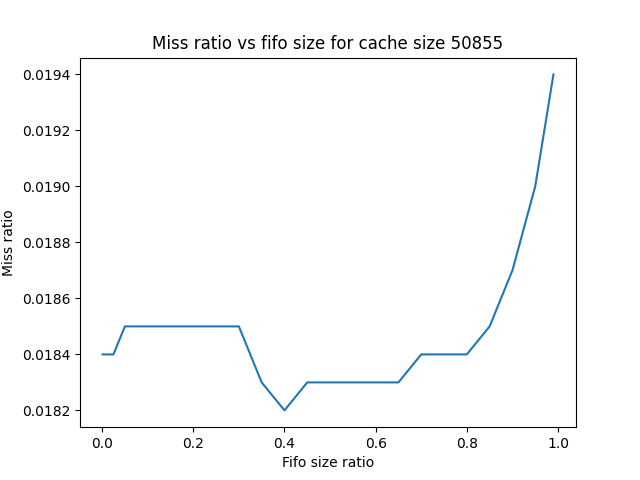 Miss ratio vs fifo size for cache size 50855
0.0194
0.0192
0.0190
0.0188
0.0186
0.0184
0.0182
Miss ratio
0.0 0.2 0.4 0.6 0.8 1.0
Fifo size ratio